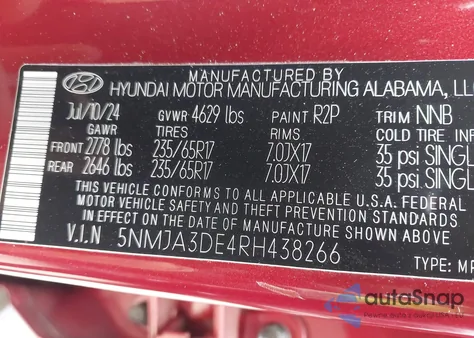 MANUFACTURED BY
HYUNDAI MOTOR MANUFACTURING ALABAMA, LLC
Jul/10/24 GVWR 4629 lbs PAINT R2P TRIM NNB
GAWR TIRES RIMS COLD TIRE INF
FRONT 2778 lbs 235/65R17 7.0JX17 35 psi SINGL
REAR 2646 lbs 235/65R17 7.0JX17 35 psi SINGL
THIS VEHICLE CONFORMS TO ALL APPLICABLE U.S.A. FEDERAL
MOTOR VEHICLE SAFETY AND THEFT PREVENTION STANDARDS
IN EFFECT ON THE DATE OF MANUFACTURE SHOWN ABOVE.
V.I.N 5NMJA3DE4RH438266
TYPE: MP
autoSnap